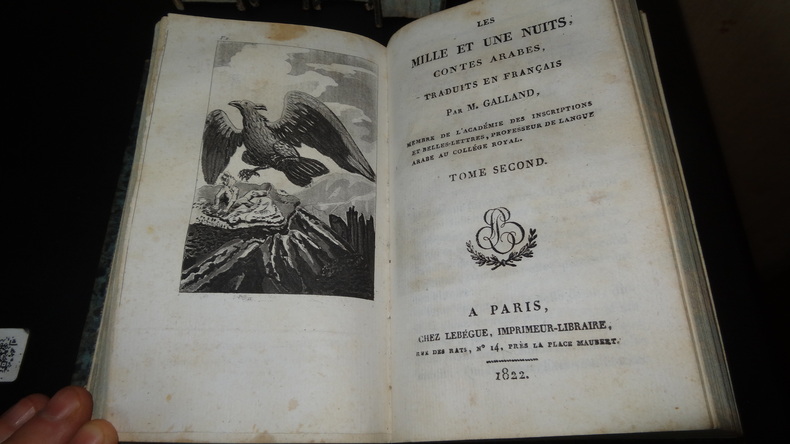 LES
MILLE ET UNE NUITS,
CONTES ARABES,
TRADUITS EN FRANÇAIS
PAR M. GALLAND,
MEMBRE DE L'ACADÉMIE DES INSCRIPTIONS
ET BELLES-LETTRES, PROFESSEUR DE LANGUE
ARABE AU COLLÉGE ROYAL.
TOME SECOND.
A PARIS,
CHEZ LEBÉGUE, IMPRIMEUR-LIBRAIRE,
RUE DES RATS, Nº 14, PRÈS LA PLACE MAUBERT.
1822.